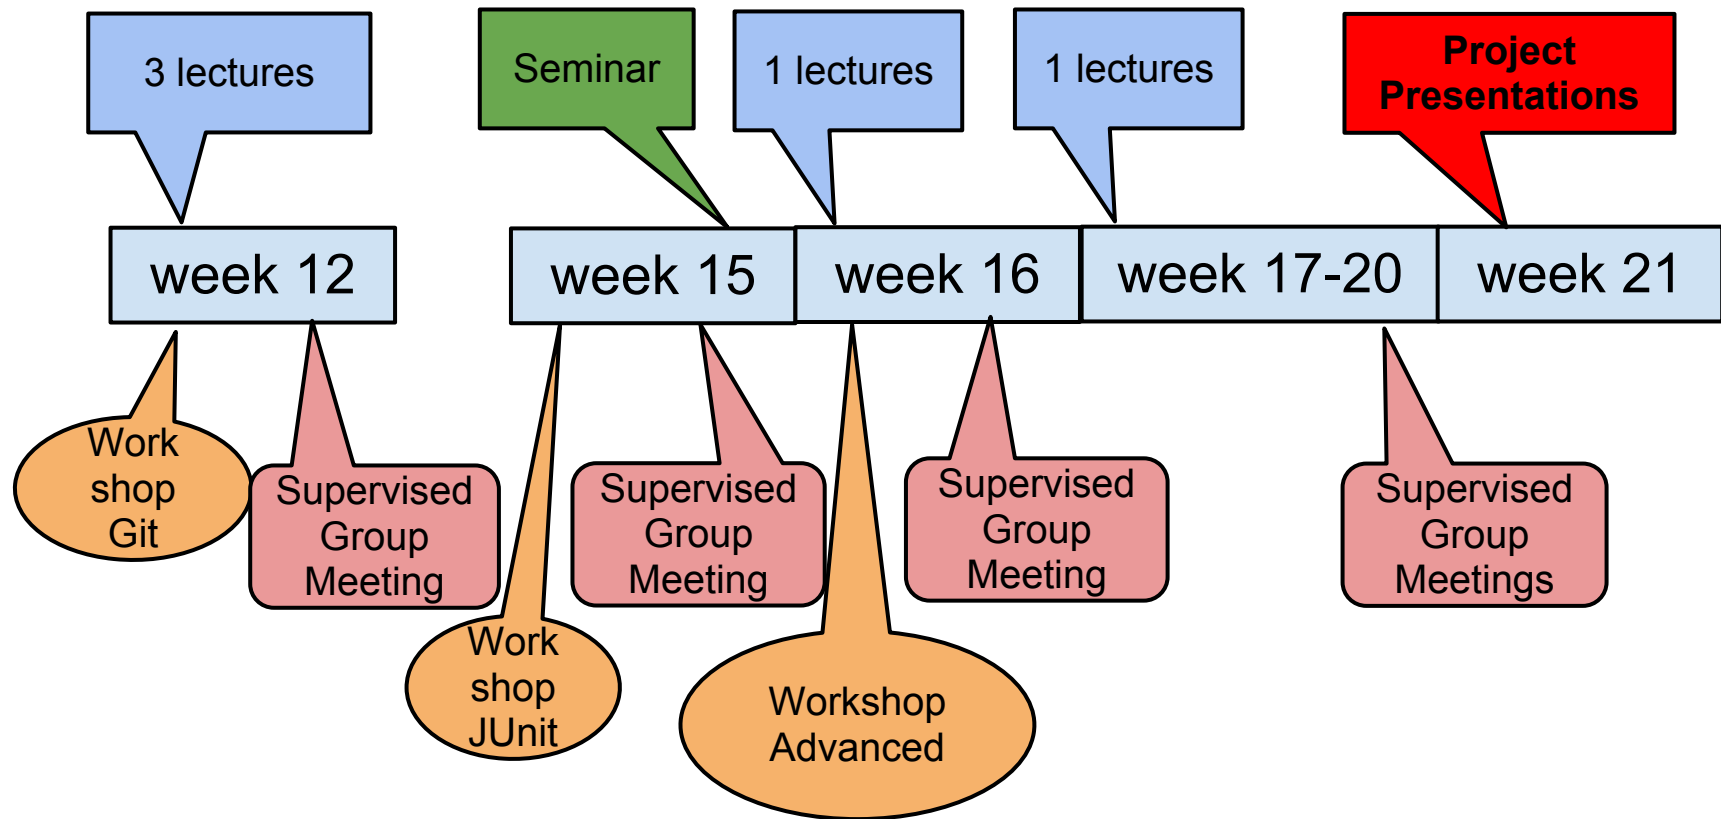 3 lectures
Seminar
1 lectures
1 lectures
Project
Presentations
week 12
week 15
week 16
week 17-20
week 21
Work
shop
Git
Supervised
Group
Meeting
Work
shop
JUnit
Supervised
Group
Meeting
Workshop
Advanced
Supervised
Group
Meeting
Supervised
Group
Meetings